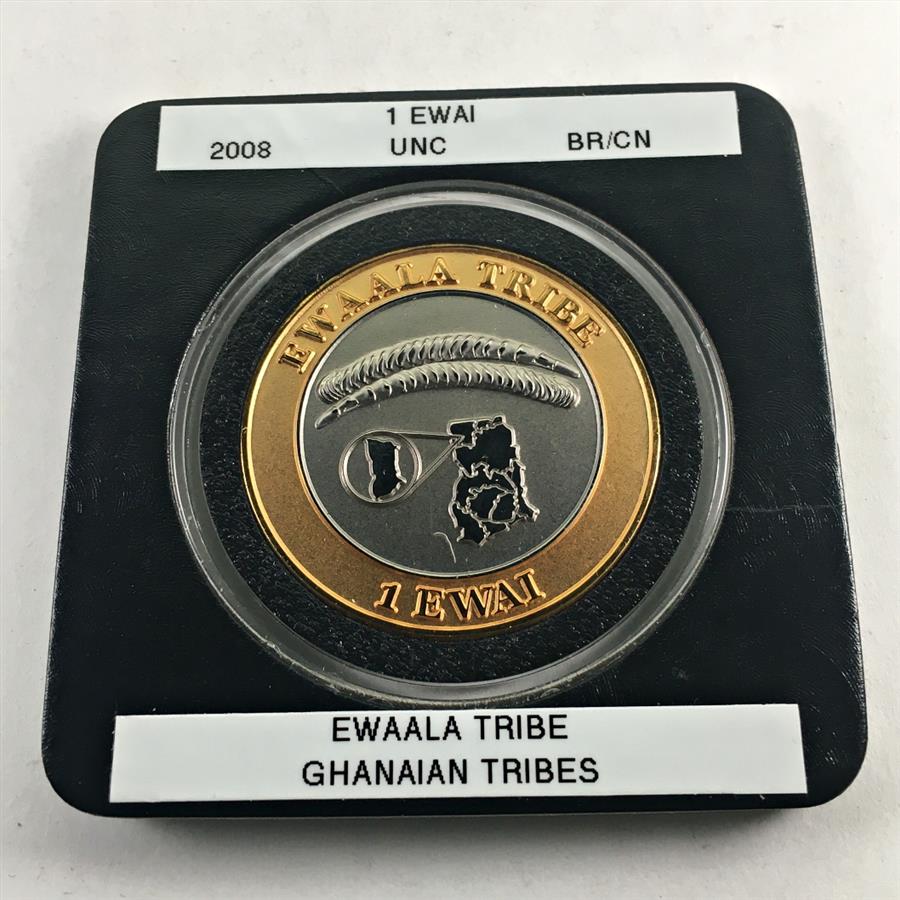 1 EWAI
2008 UNC BR/CN
EWAALA TRIBE
1 EWAI
EWAALA TRIBE
GHANAIAN TRIBES